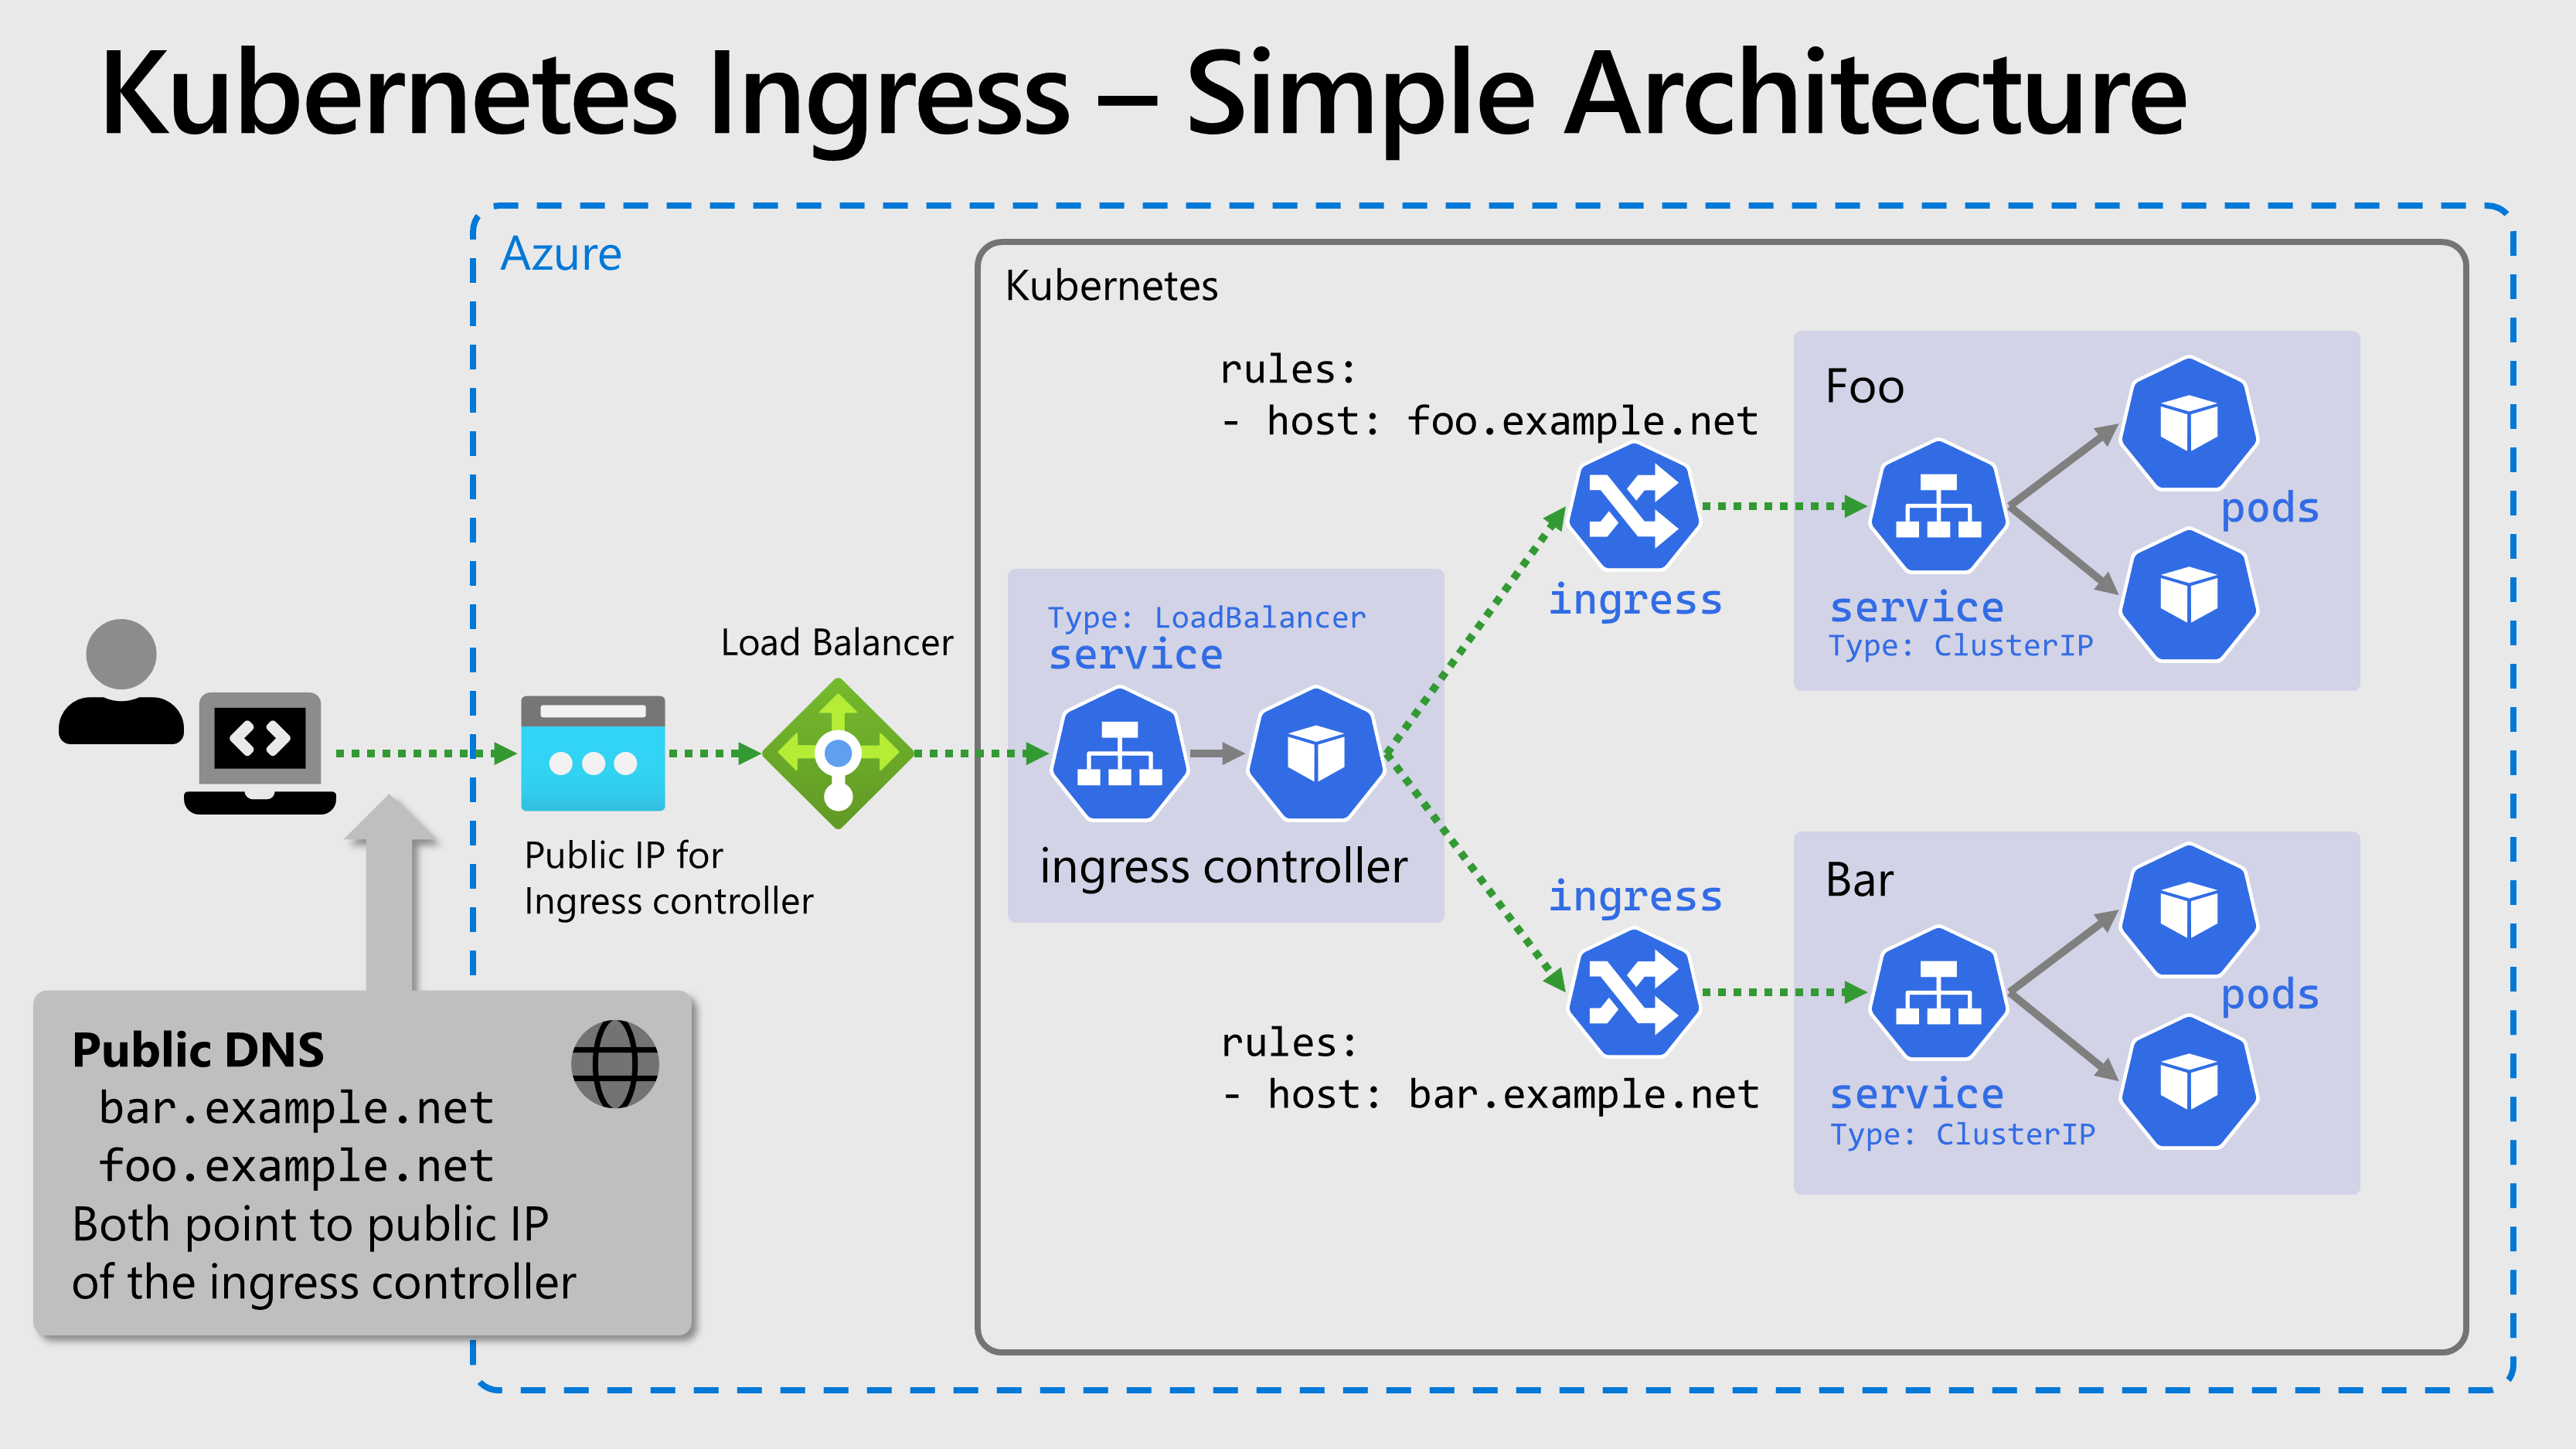 Kubernetes Ingress – Simple Architecture
Azure
Kubernetes
rules:
- host: foo.example.net
Foo
pods
ingress
service
Type: ClusterIP
Type: LoadBalancer
service
Load Balancer
Public IP for
Ingress controller
ingress controller
ingress
Bar
pods
rules:
- host: bar.example.net
service
Type: ClusterIP
Public DNS
bar.example.net
foo.example.net
Both point to public IP
of the ingress controller